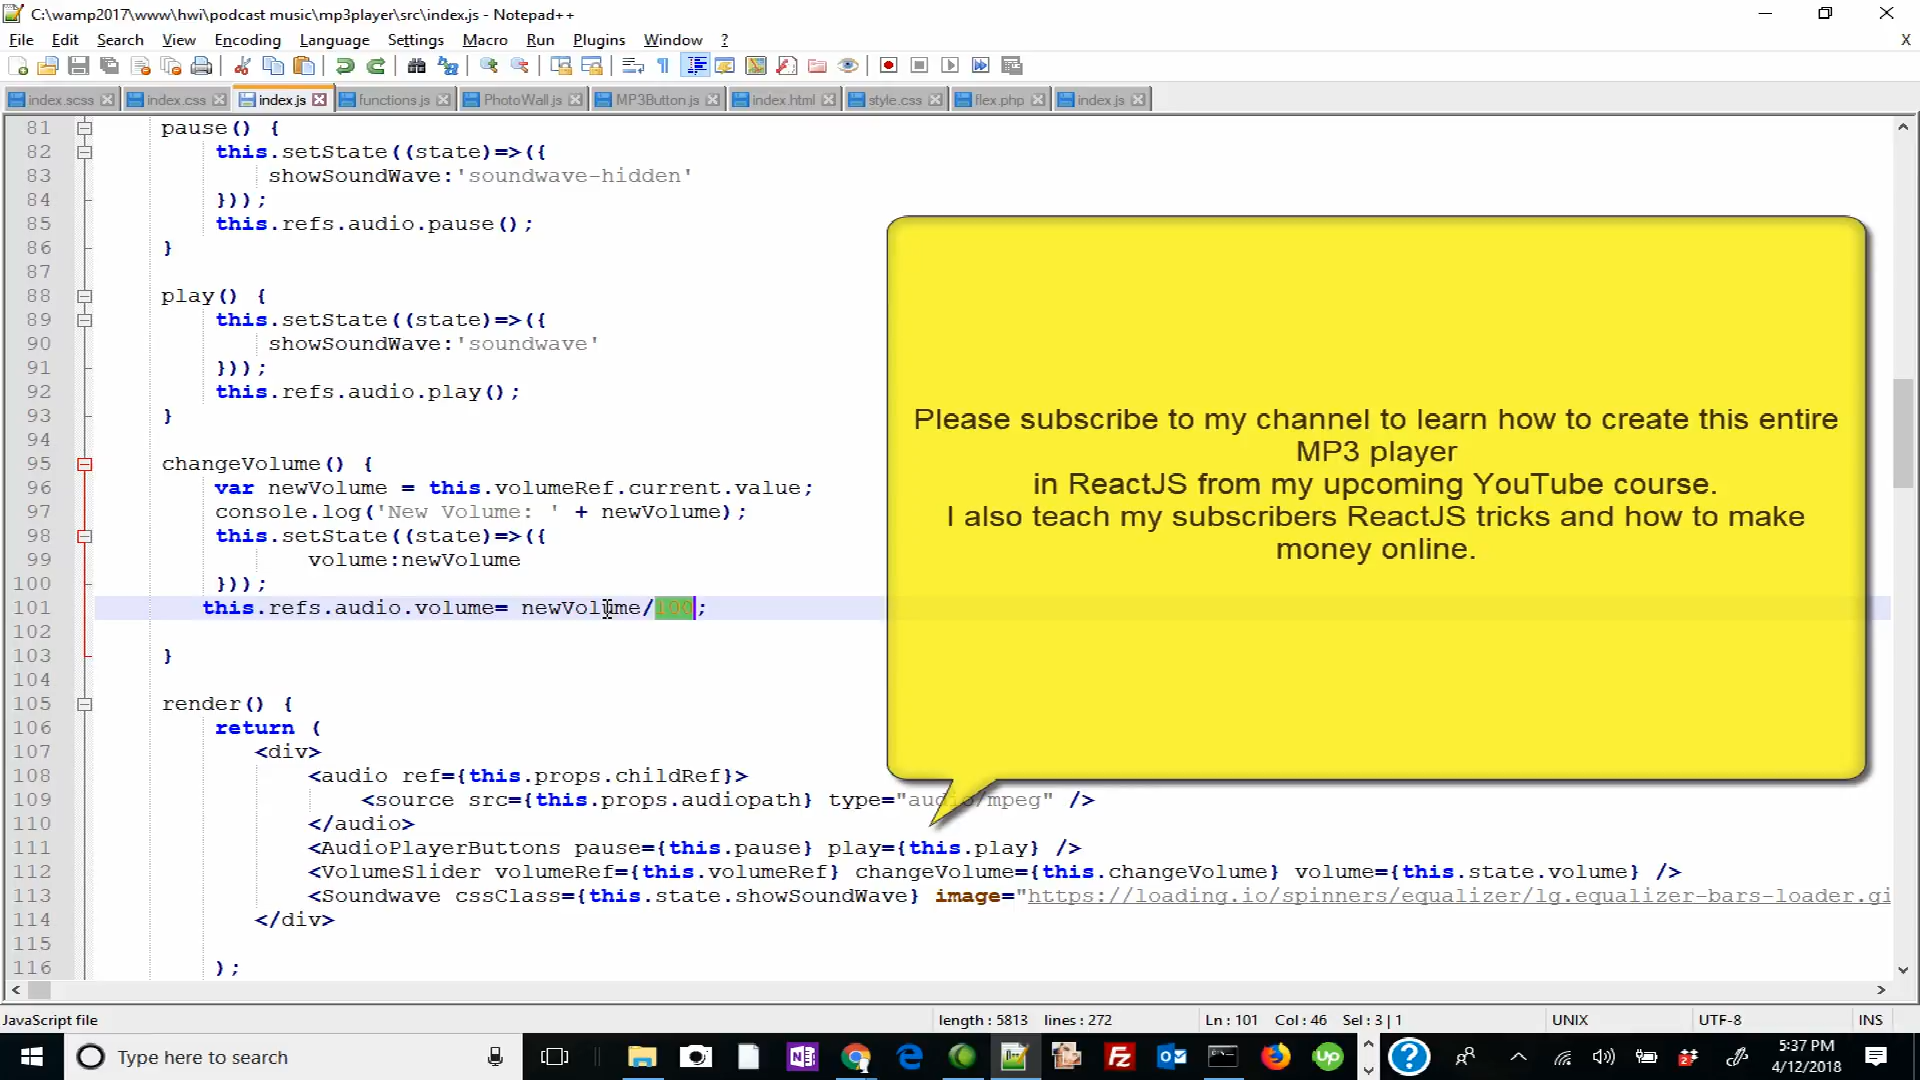 C:\wamp2017\www\hwi\podcast music\mp3player\src\index.js - Notepad++
File Edit Search View Encoding Language Settings Macro Run Plugins Window ? X
index.scss index.css index.js functions.js PhotoWall.js MP3Button.js index.html style.css flex.php index.js
81 pause() {
82 this.setState((state)=>({
83 showSoundWave:'soundwave-hidden'
84 }));
85 this.refs.audio.pause();
86 }
87
88 play() {
89 this.setState((state)=>({
90 showSoundWave:'soundwave'
91 }));
92 this.refs.audio.play();
93 }
94
95 changeVolume() {
96 var newVolume = this.volumeRef.current.value;
97 console.log('New Volume: ' + newVolume);
98 this.setState((state)=>({
99 volume:newVolume
100 }));
101 this.refs.audio.volume= newVolume/100;
102
103 }
104
105 render() {
106 return (
107 <div>
108 <audio ref={this.props.childRef}>
109 <source src={this.props.audiopath} type="audio/mpeg" />
110 </audio>
111 <AudioPlayerButtons pause={this.pause} play={this.play} />
112 <VolumeSlider volumeRef={this.volumeRef} changeVolume={this.changeVolume} volume={this.state.volume} />
113 <Soundwave cssClass={this.state.showSoundWave} image="https://loading.io/spinners/equalizer/lg.equalizer-bars-loader.gi
114 </div>
115
116 );
Please subscribe to my channel to learn how to create this entire
MP3 player
in ReactJS from my upcoming YouTube course.
I also teach my subscribers ReactJS tricks and how to make
money online.
JavaScript file length : 5813 lines : 272 Ln : 101 Col : 46 Sel : 3 | 1 UNIX UTF-8 INS
Type here to search
5:37 PM
4/12/2018